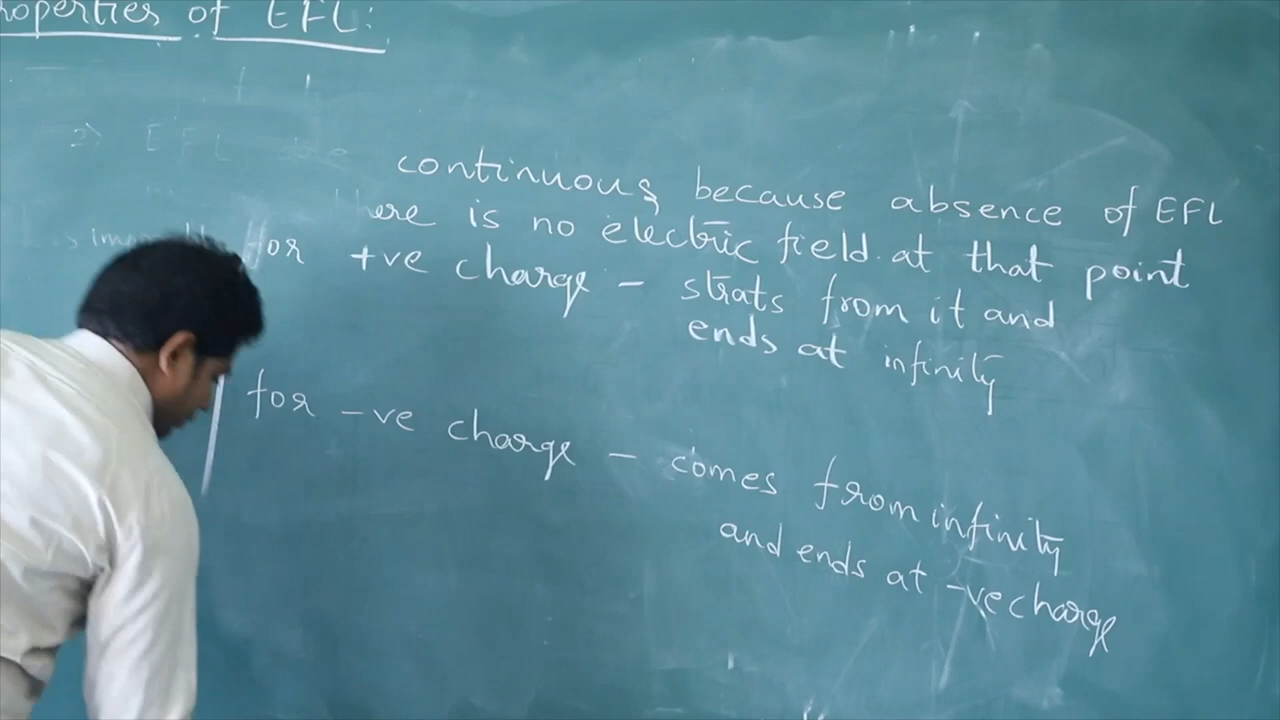 roperties of EFL:
2) EFL are continuous because absence of EFL
here is no electric field at that point
for +ve charge - strats from it and
ends at infinity
for -ve charge - comes from infinity
and ends at -ve charge